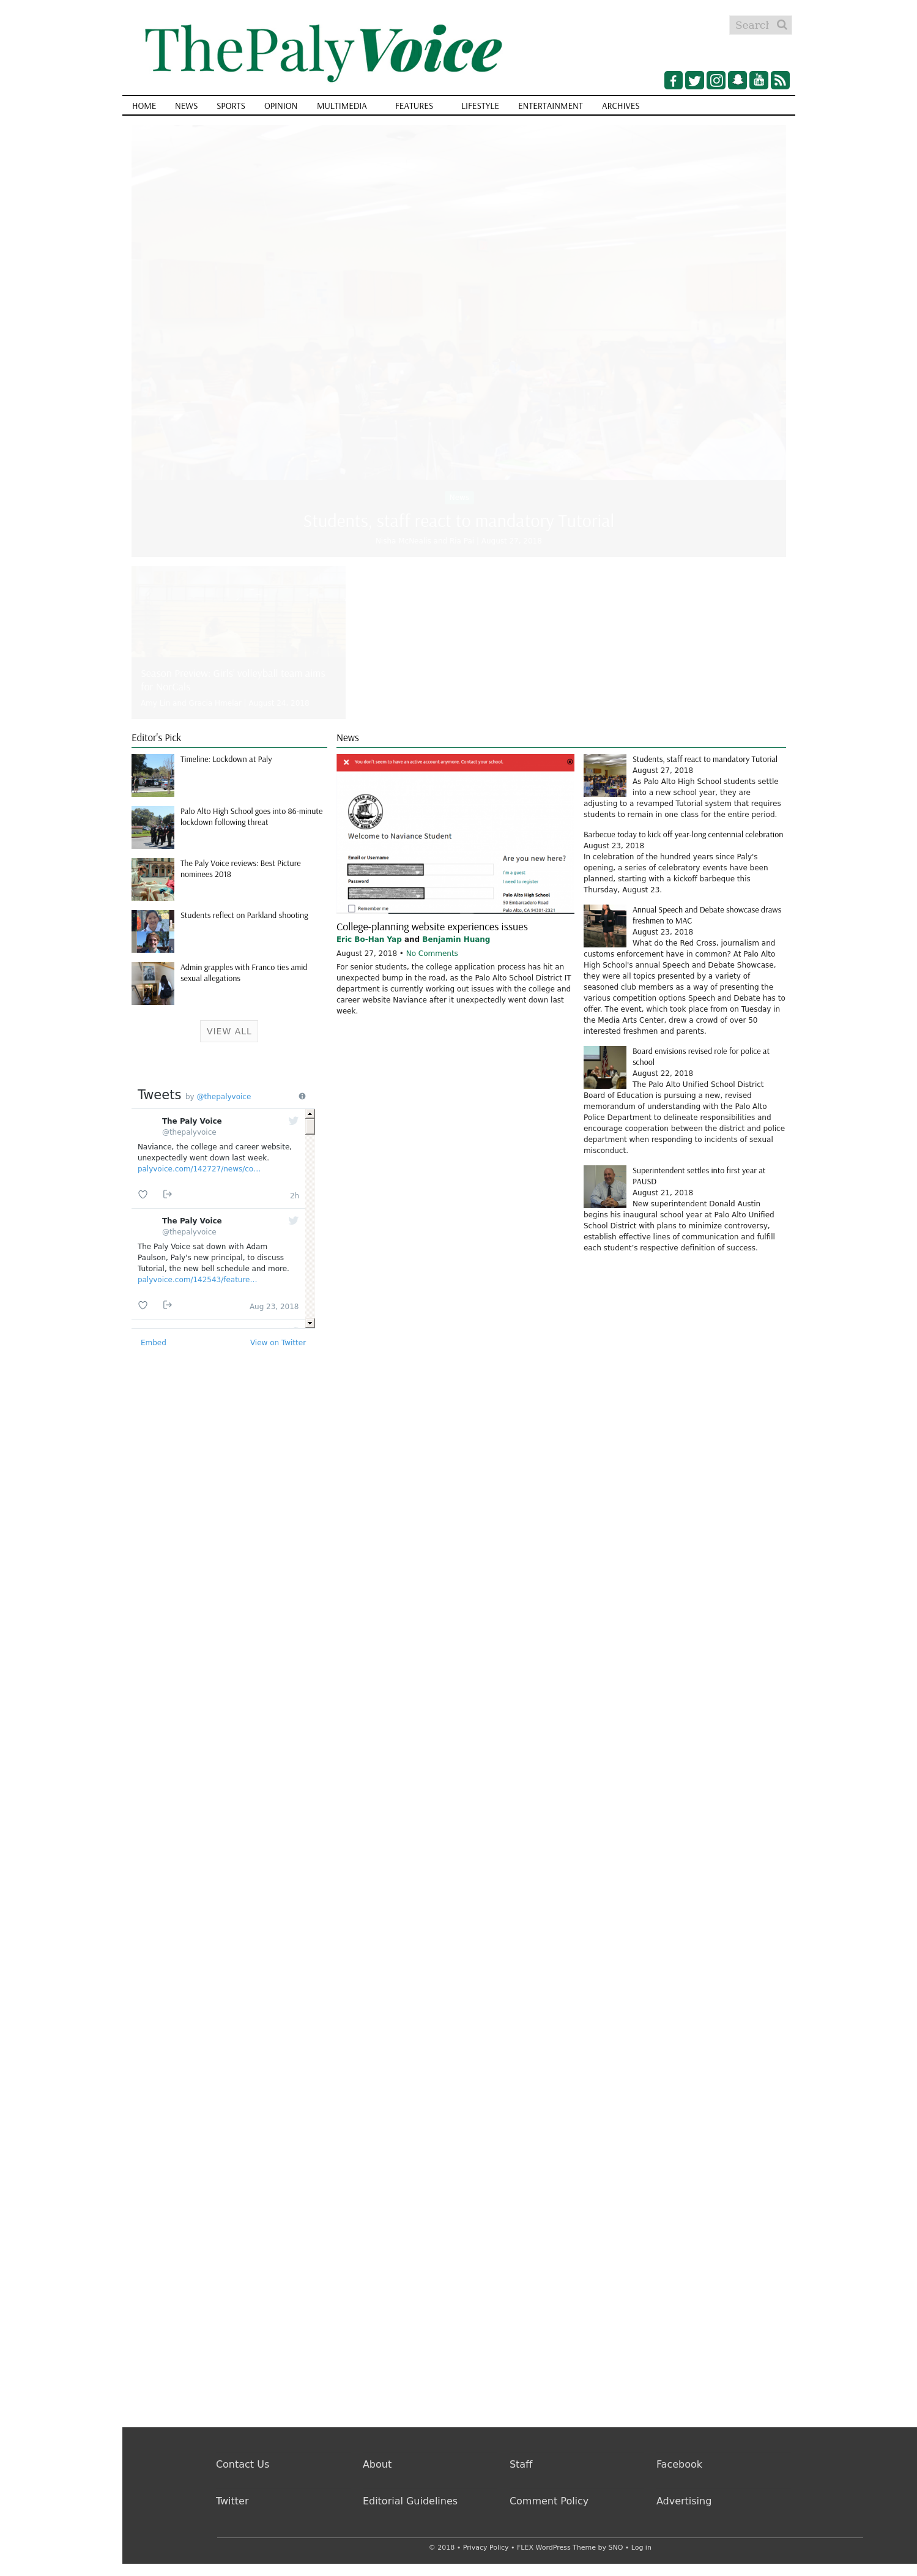 ThePalyVoice
Search
HOME NEWS SPORTS OPINION MULTIMEDIA FEATURES LIFESTYLE ENTERTAINMENT ARCHIVES
Students, staff react to mandatory Tutorial
Editor's Pick
Timeline: Lockdown at Paly
Palo Alto High School goes into 86-minute
lockdown following threat
The Paly Voice reviews: Best Picture
nominees 2018
Students reflect on Parkland shooting
Admin grapples with Franco ties amid
sexual allegations
VIEW ALL
Tweets by @thepalyvoice
The Paly Voice
@thepalyvoice
Naviance, the college and career website,
unexpectedly went down last week.
palyvoice.com/142727/news/co…
2h
The Paly Voice
@thepalyvoice
The Paly Voice sat down with Adam
Paulson, Paly's new principal, to discuss
Tutorial, the new bell schedule and more.
palyvoice.com/142543/feature…
Aug 23, 2018
Embed View on Twitter
News
You don't seem to have an active account anymore. Contact your school.
PALO ALTO
Welcome to Naviance Student
Email or Username
Password
Remember me
Are you new here?
I'm a guest
I need to register
Palo Alto High School
50 Embarcadero Road
Palo Alto, CA 94301-2321
College-planning website experiences issues
Eric Bo-Han Yap and Benjamin Huang
August 27, 2018 • No Comments
For senior students, the college application process has hit an
unexpected bump in the road, as the Palo Alto School District IT
department is currently working out issues with the college and
career website Naviance after it unexpectedly went down last
week.
Students, staff react to mandatory Tutorial
August 27, 2018
As Palo Alto High School students settle
into a new school year, they are
adjusting to a revamped Tutorial system that requires
students to remain in one class for the entire period.
Barbecue today to kick off year-long centennial celebration
August 23, 2018
In celebration of the hundred years since Paly's
opening, a series of celebratory events have been
planned, starting with a kickoff barbeque this
Thursday, August 23.
Annual Speech and Debate showcase draws
freshmen to MAC
August 23, 2018
What do the Red Cross, journalism and
customs enforcement have in common? At Palo Alto
High School's annual Speech and Debate Showcase,
they were all topics presented by a variety of
seasoned club members as a way of presenting the
various competition options Speech and Debate has to
offer. The event, which took place from on Tuesday in
the Media Arts Center, drew a crowd of over 50
interested freshmen and parents.
Board envisions revised role for police at
school
August 22, 2018
The Palo Alto Unified School District
Board of Education is pursuing a new, revised
memorandum of understanding with the Palo Alto
Police Department to delineate responsibilities and
encourage cooperation between the district and police
department when responding to incidents of sexual
misconduct.
Superintendent settles into first year at
PAUSD
August 21, 2018
New superintendent Donald Austin
begins his inaugural school year at Palo Alto Unified
School District with plans to minimize controversy,
establish effective lines of communication and fulfill
each student’s respective definition of success.
Contact Us About Staff Facebook
Twitter Editorial Guidelines Comment Policy Advertising
© 2018 • Privacy Policy • FLEX WordPress Theme by SNO • Log in